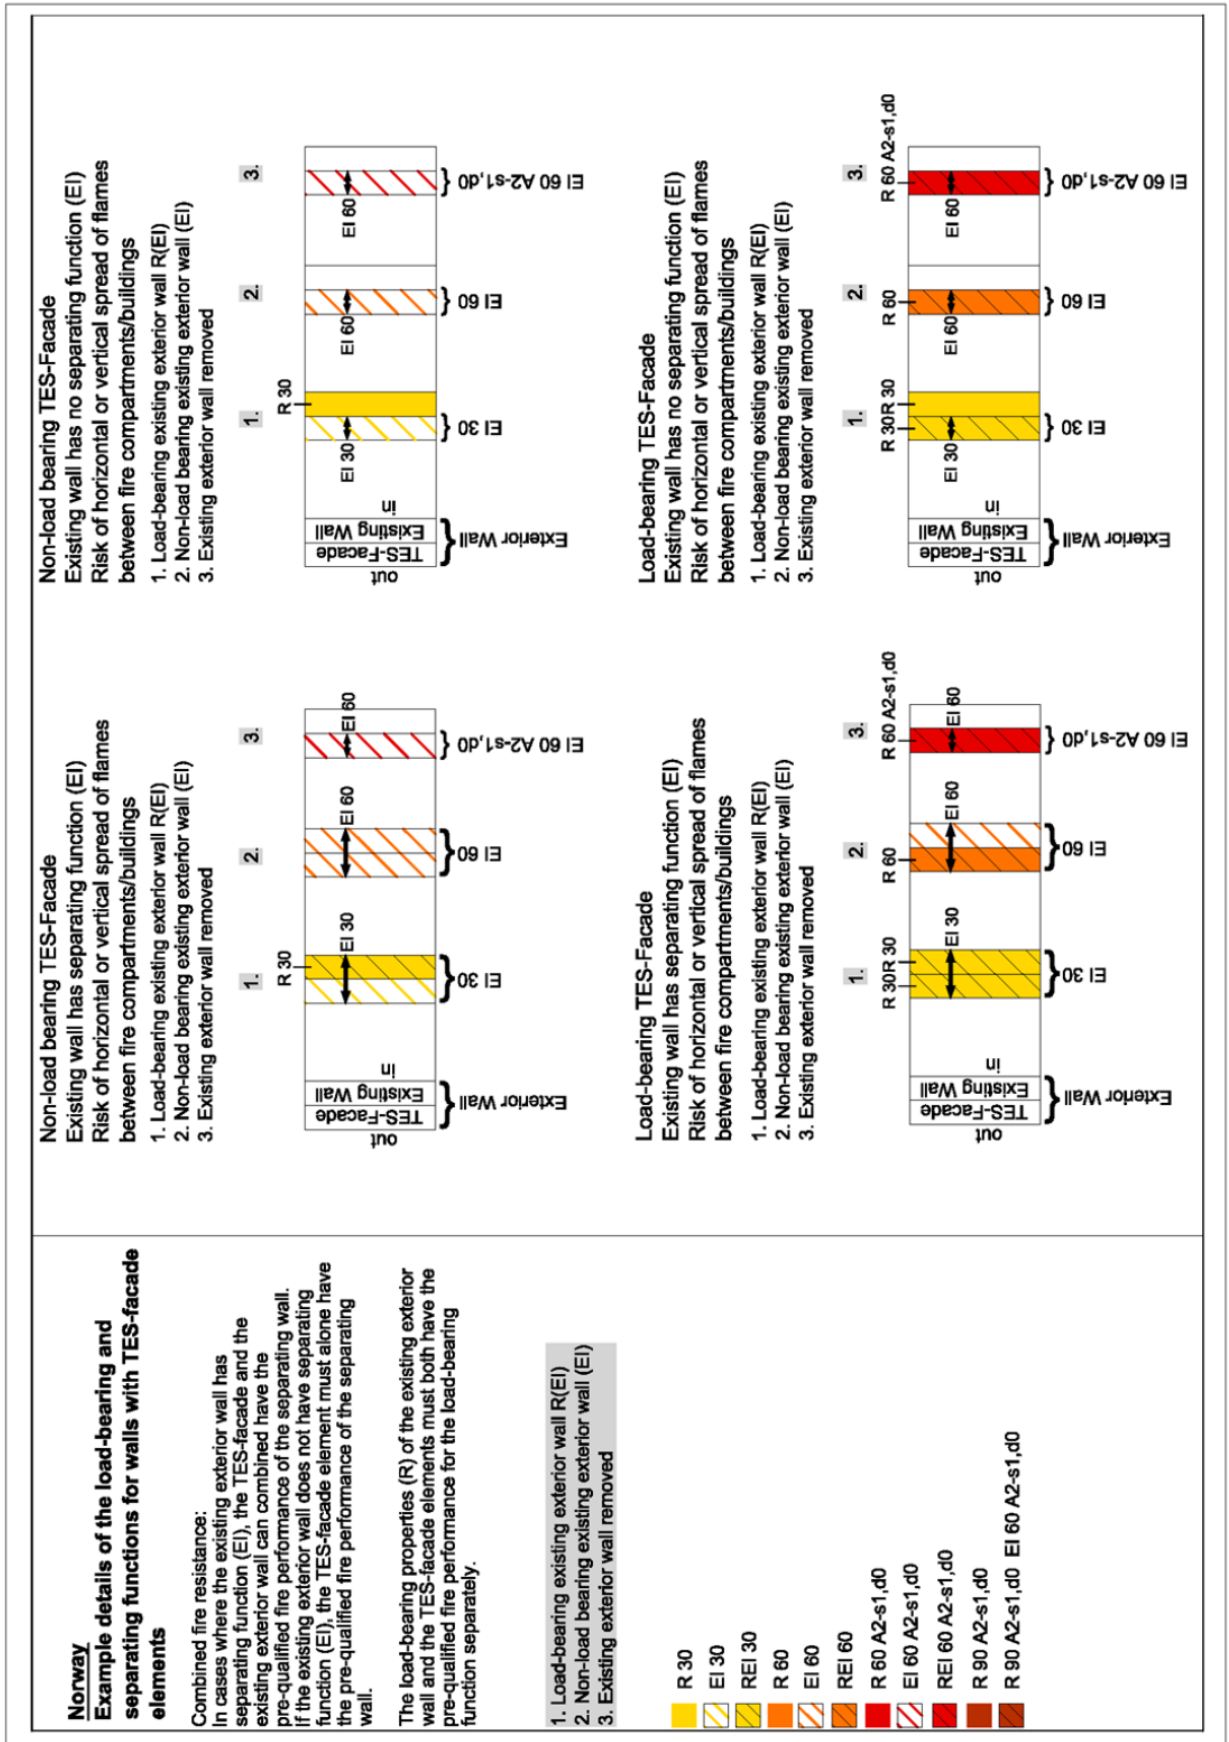 Norway
Example details of the load-bearing and
separating functions for walls with TES-facade
elements
Combined fire resistance:
In cases where the existing exterior wall has
separating function (EI), the TES-facade and the
existing exterior wall can combined have the
pre-qualified fire performance of the separating wall.
If the existing exterior wall does not have separating
function (EI), the TES-facade element must alone have
the pre-qualified fire performance of the separating
wall.
The load-bearing properties (R) of the existing exterior
wall and the TES-facade elements must both have the
pre-qualified fire performance for the load-bearing
function separately.
1. Load-bearing existing exterior wall R(EI)
2. Non-load bearing existing exterior wall (EI)
3. Existing exterior wall removed
R 30
EI 30
REI 30
R 60
EI 60
REI 60
R 60 A2-s1,d0
EI 60 A2-s1,d0
REI 60 A2-s1,d0
R 90 A2-s1,d0
R 90 A2-s1,d0 EI 60 A2-s1,d0
Non-load bearing TES-Facade
Existing wall has separating function (EI)
Risk of horizontal or vertical spread of flames
between fire compartments/buildings
1. Load-bearing existing exterior wall R(EI)
2. Non-load bearing existing exterior wall (EI)
3. Existing exterior wall removed
1.
2.
3.
R 30
out
TES-Facade
Existing Wall
in
EI 30
EI 60
EI 60
Exterior Wall
EI 30
EI 60
EI 60 A2-s1,d0
Non-load bearing TES-Facade
Existing wall has no separating function (EI)
Risk of horizontal or vertical spread of flames
between fire compartments/buildings
1. Load-bearing existing exterior wall R(EI)
2. Non-load bearing existing exterior wall (EI)
3. Existing exterior wall removed
1.
2.
3.
R 30
out
TES-Facade
Existing Wall
in
EI 30
EI 60
EI 60
Exterior Wall
EI 30
EI 60
EI 60 A2-s1,d0
Load-bearing TES-Facade
Existing wall has separating function (EI)
Risk of horizontal or vertical spread of flames
between fire compartments/buildings
1. Load-bearing existing exterior wall R(EI)
2. Non-load bearing existing exterior wall (EI)
3. Existing exterior wall removed
1.
2.
3.
R 30
R 30
R 60
R 60 A2-s1,d0
out
TES-Facade
Existing Wall
in
EI 30
EI 60
EI 60
Exterior Wall
EI 30
EI 60
EI 60 A2-s1,d0
Load-bearing TES-Facade
Existing wall has no separating function (EI)
Risk of horizontal or vertical spread of flames
between fire compartments/buildings
1. Load-bearing existing exterior wall R(EI)
2. Non-load bearing existing exterior wall (EI)
3. Existing exterior wall removed
1.
2.
3.
R 30
R 30
R 60
R 60 A2-s1,d0
out
TES-Facade
Existing Wall
in
EI 30
EI 60
EI 60
Exterior Wall
EI 30
EI 60
EI 60 A2-s1,d0